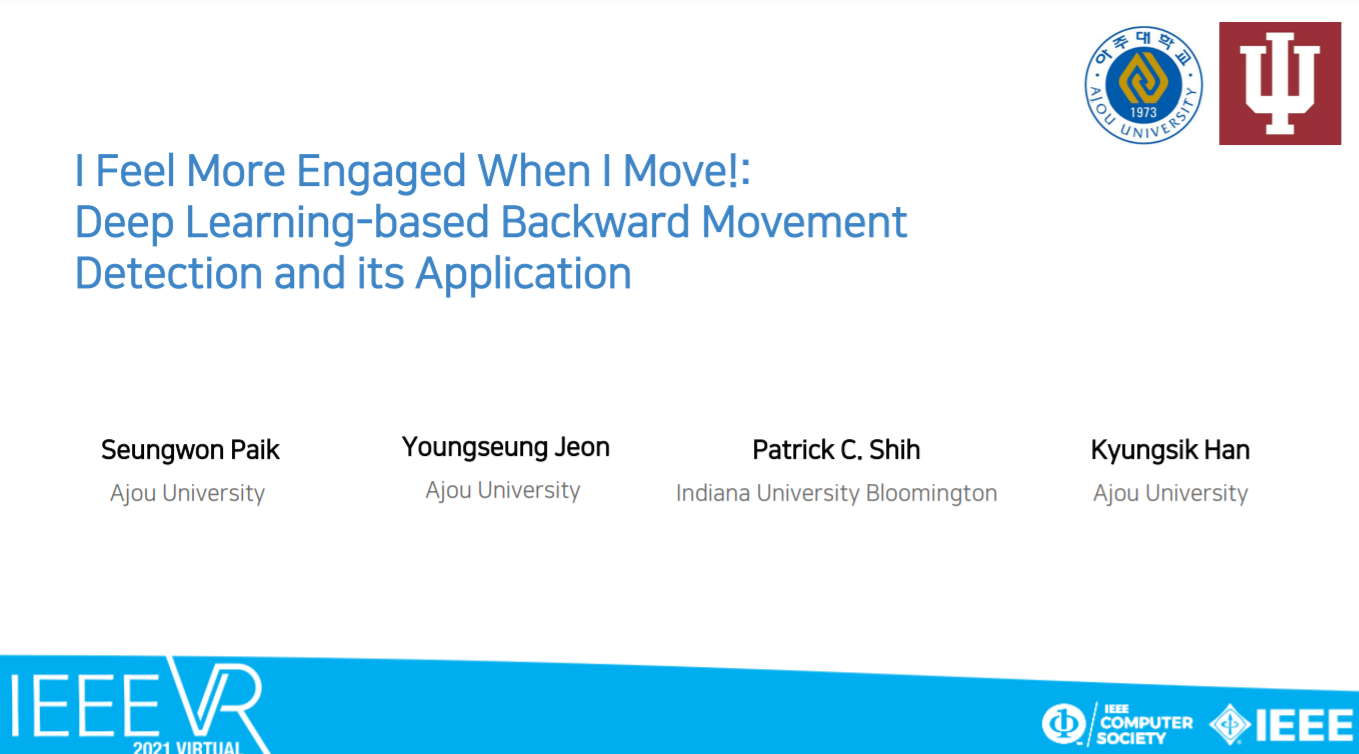 아주대학교
AJOU UNIVERSITY
1973
I Feel More Engaged When I Move!:
Deep Learning-based Backward Movement
Detection and its Application
Seungwon Paik
Youngseung Jeon
Patrick C. Shih
Kyungsik Han
Ajou University
Ajou University
Indiana University Bloomington
Ajou University
IEEE VR
2021 VIRTUAL
IEEE
COMPUTER
SOCIETY
IEEE